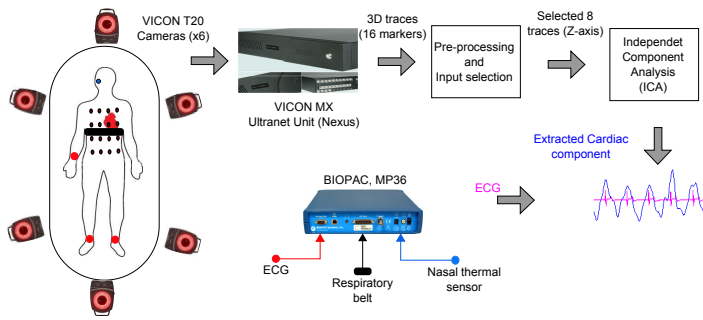 VICON T20
Cameras (x6)
3D traces
(16 markers)
Selected 8
traces (Z-axis)
Pre-processing
and
Input selection
Independet
Component
Analysis
(ICA)
VICON MX
Ultranet Unit (Nexus)
Extracted Cardiac
component
BIOPAC, MP36
ECG
ECG
Respiratory
belt
Nasal thermal
sensor